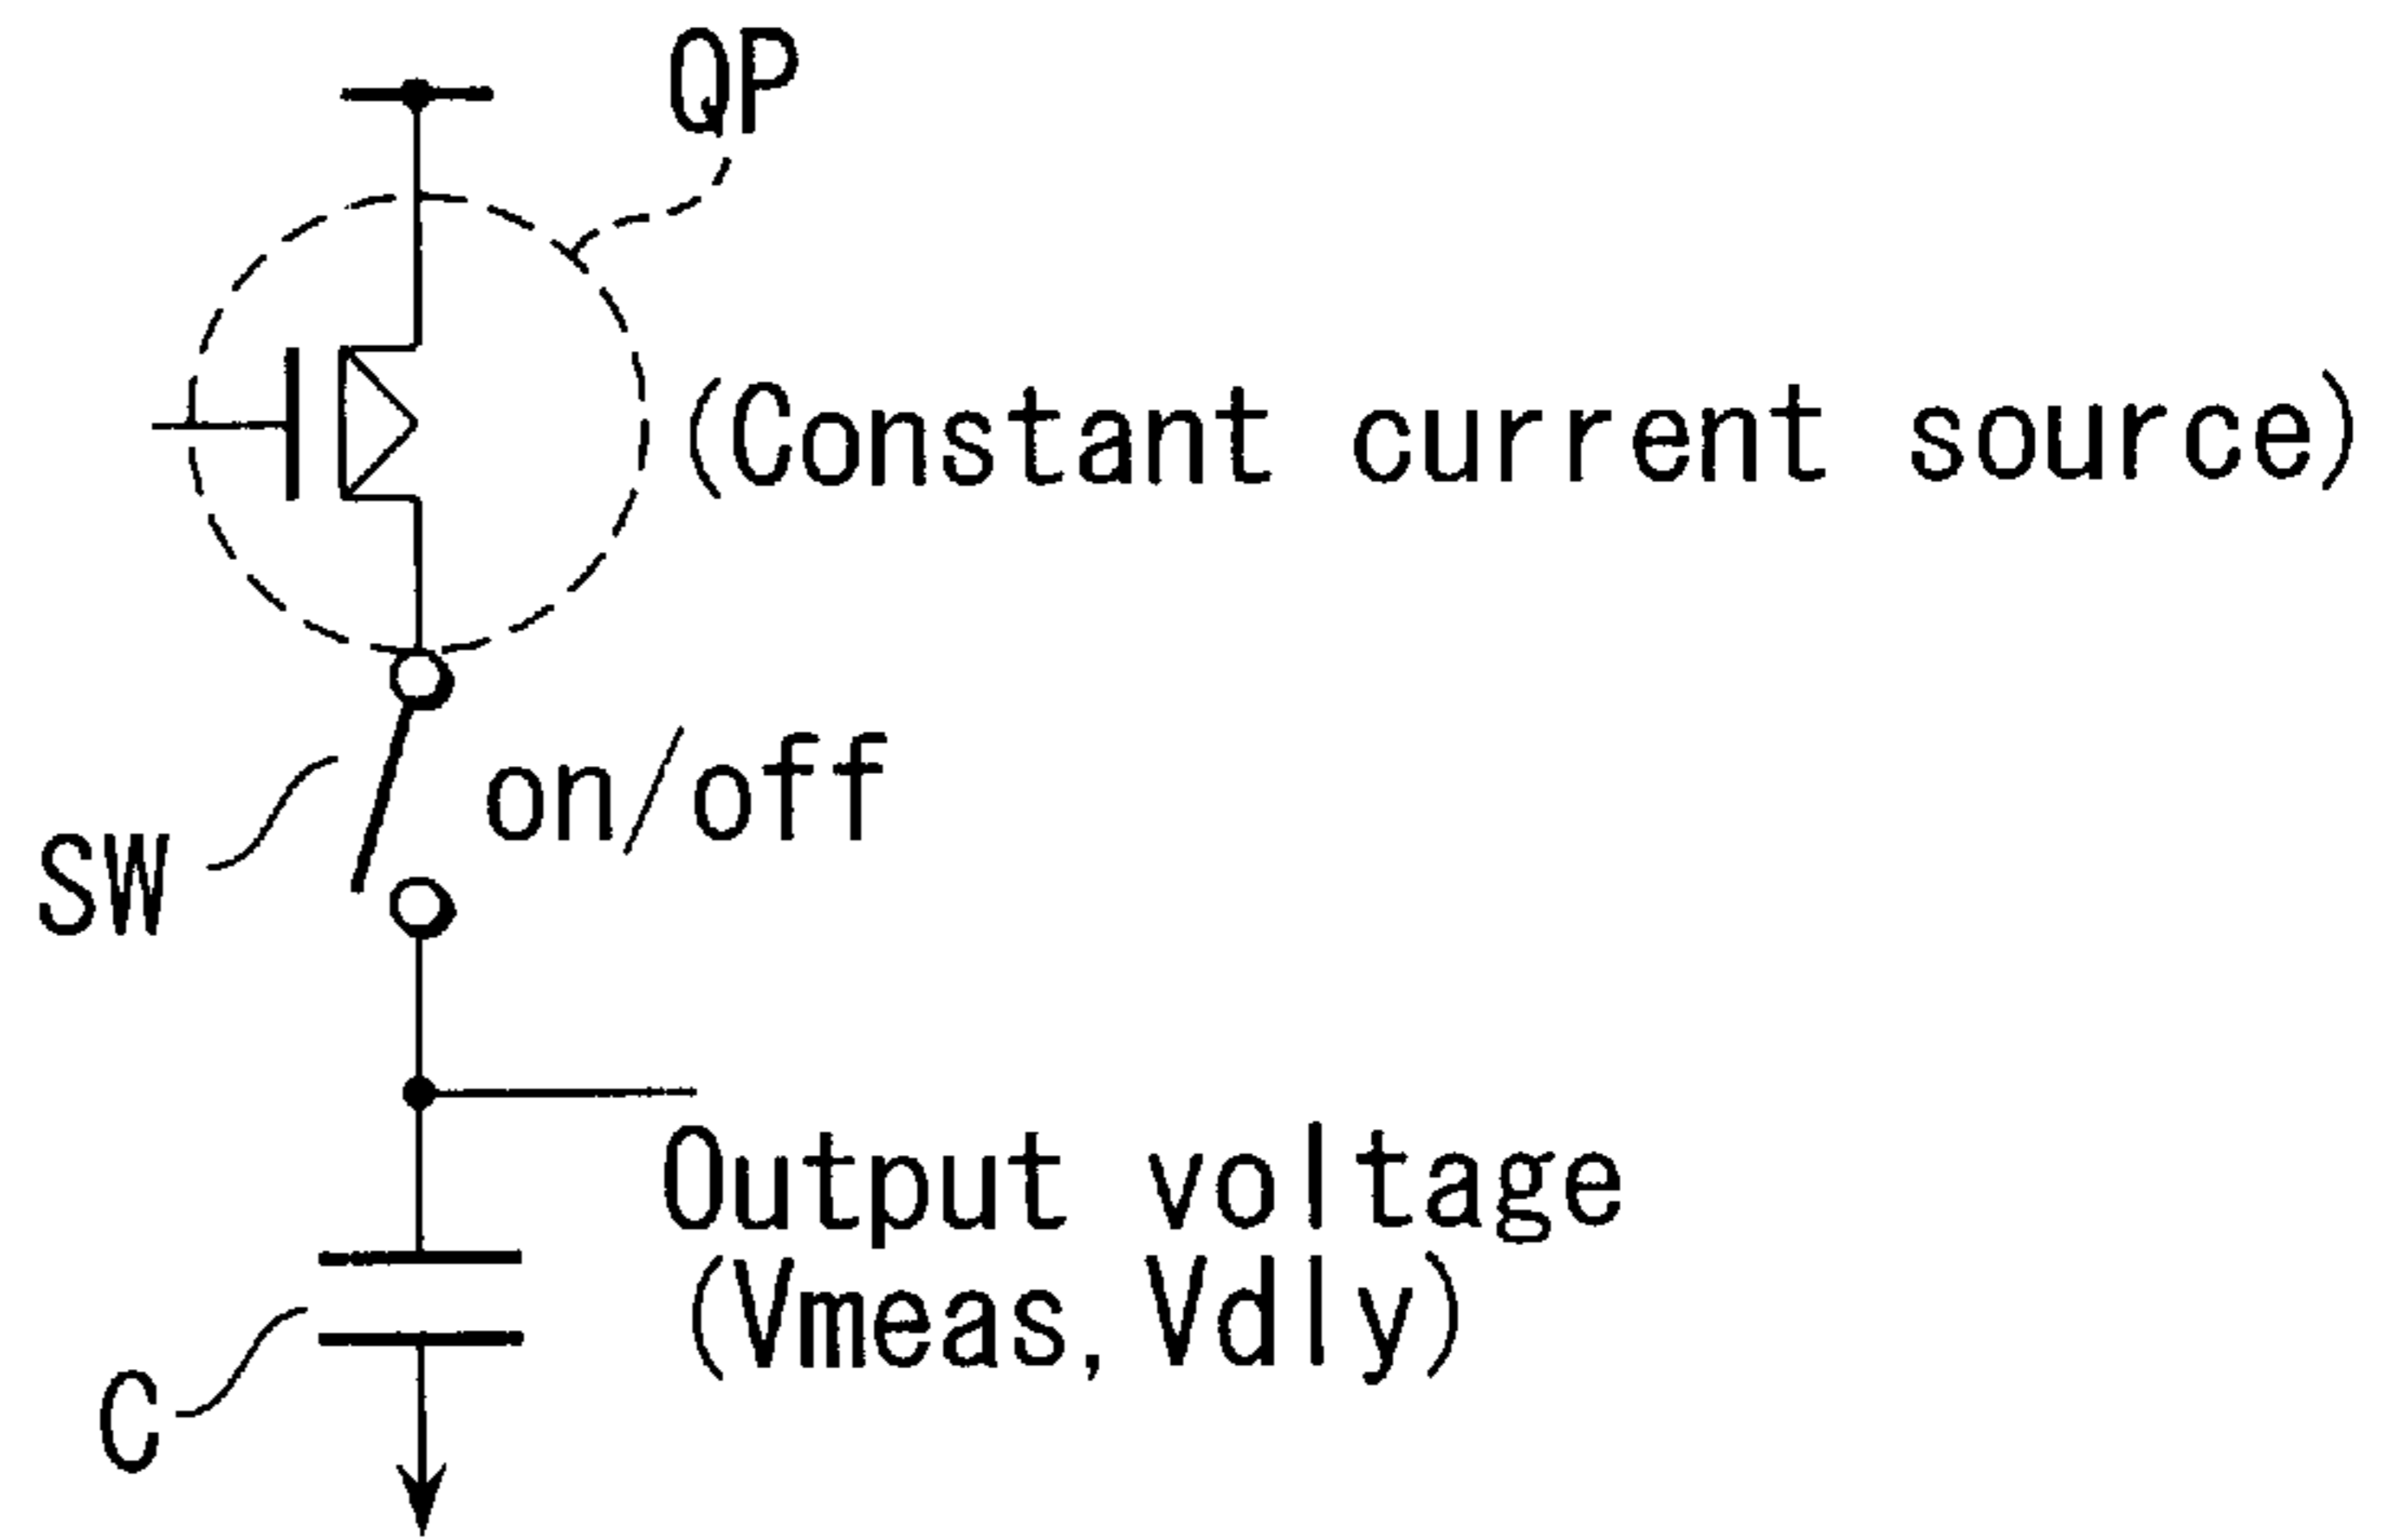 QP
(Constant current source)
on/off
SW
Output voltage
(Vmeas,Vdly)
C